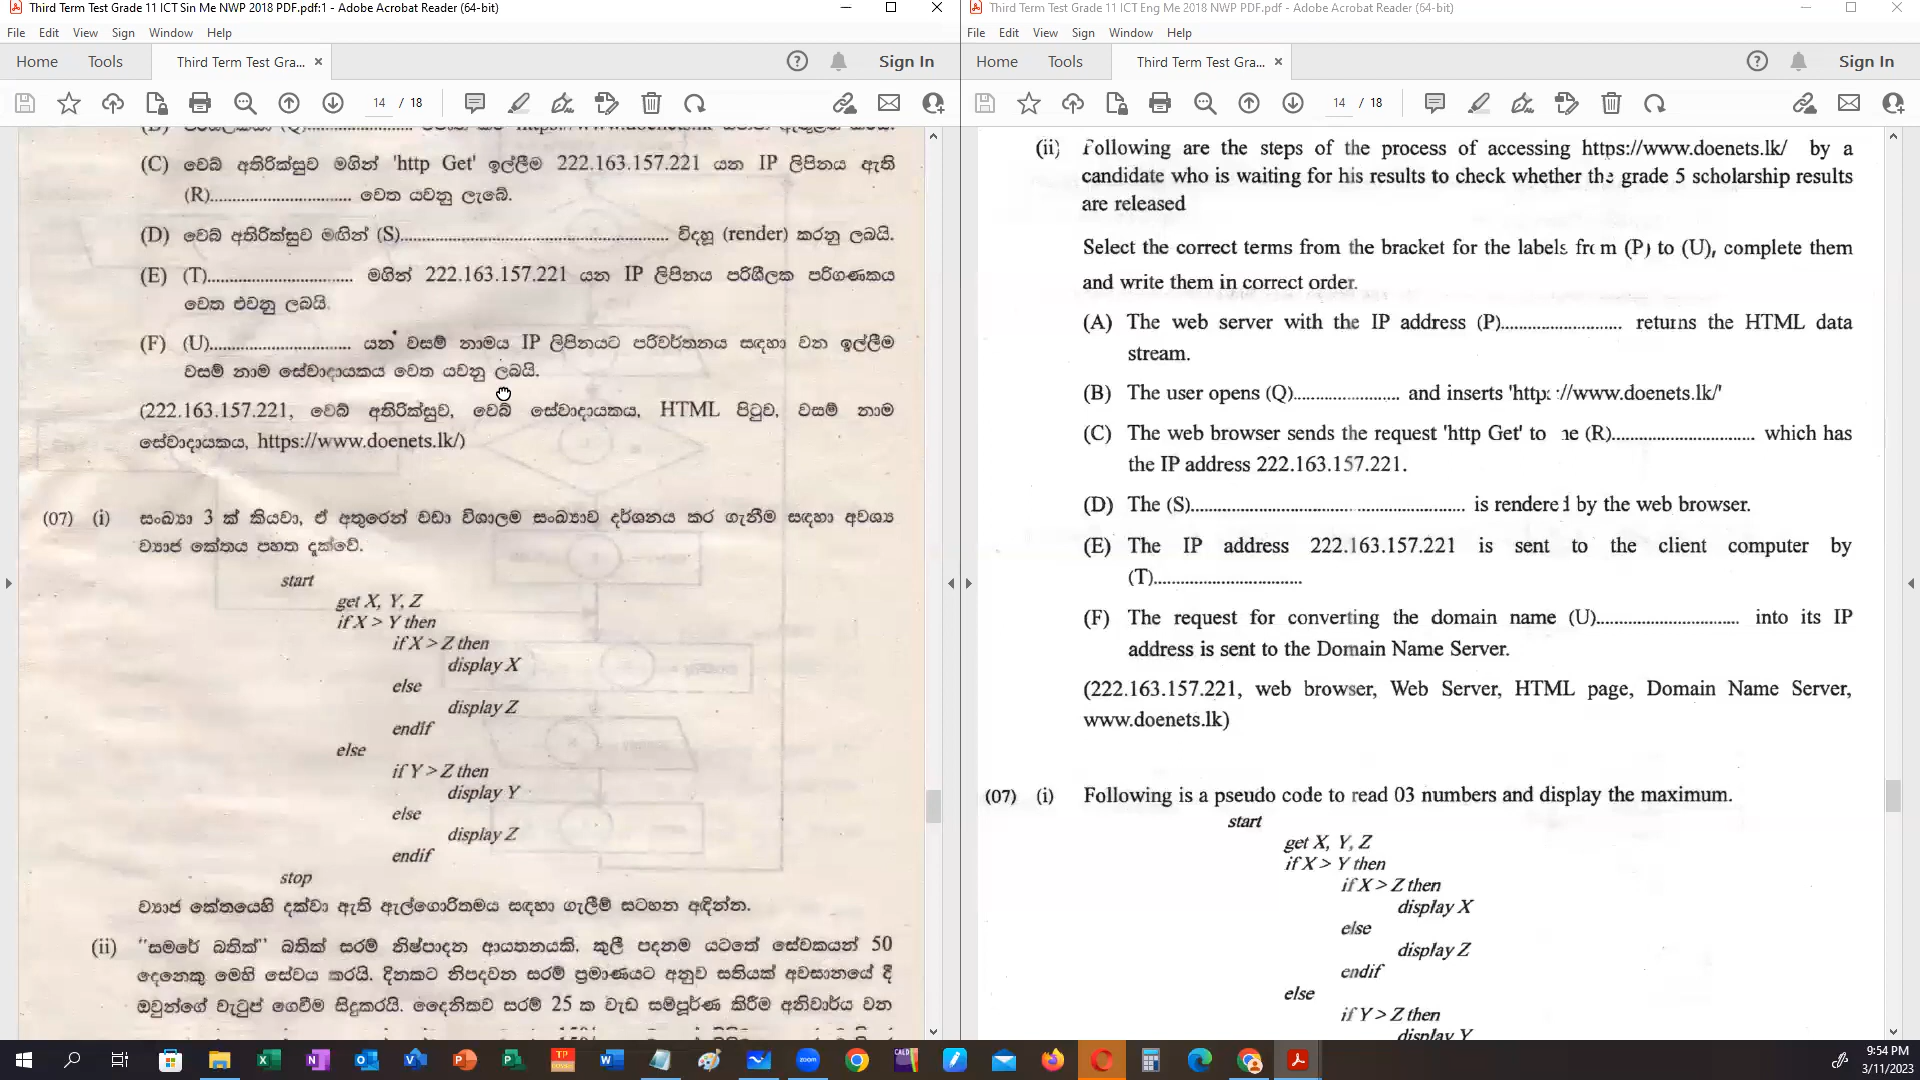 Third Term Test Grade 11 ICT Sin Me NWP 2018 PDF.pdf:1 - Adobe Acrobat Reader (64-bit)
File Edit View Sign Window Help
Home Tools Third Term Test Gra... × Sign In
14 / 18
(C) වෙබ් අතිරික්සුව මගින් 'http Get' ඉල්ලීම 222.163.157.221 යන IP ලිපිනය ඇති
(R)................................ වෙත යවනු ලැබේ.
(D) වෙබ් අතිරික්සුව මඟින් (S)............................................................. විදහූ (render) කරනු ලබයි.
(E) (T)................................. මගින් 222.163.157.221 යන IP ලිපිනය පරිශීලක පරිගණකය
වෙත එවනු ලබයි.
(F) (U)................................ යන් වසම් නාමය IP ලිපිනයට පරිවර්තනය සඳහා වන ඉල්ලීම
වසම් නාම සේවාදායකය වෙත යවනු ලබයි.
(222.163.157.221, වෙබ් අතිරික්සුව, වෙබ් සේවාදායකය, HTML පිටුව, වසම් නාම
සේවාදායකය, https://www.doenets.lk/)
(07) (i) සංඛ්‍යා 3 ක් කියවා, ඒ අතුරෙන් වඩා විශාලම සංඛ්‍යාව දර්ශනය කර ගැනීම සඳහා අවශ්‍ය
ව්‍යාජ කේතය පහත දැක්වේ.
start
get X, Y, Z
if X > Y then
if X > Z then
display X
else
display Z
endif
else
if Y > Z then
display Y
else
display Z
endif
stop
ව්‍යාජ කේතයෙහි දක්වා ඇති ඇල්ගොරිතමය සඳහා ගැලීම් සටහන අඳින්න.
(ii) "සමරේ බතික්" බතික් සරම් නිෂ්පාදන ආයතනයකි. කුලී පදනම යටතේ සේවකයන් 50
දෙනෙකු මෙහි සේවය කරයි. දිනකට නිපදවන සරම් ප්‍රමාණයට අනුව සතියක් අවසානයේ දී
ඔවුන්ගේ වැටුප් ගෙවීම සිදුකරයි. දෛනිකව සරම් 25 ක වැඩ සම්පූර්ණ කිරීම අනිවාර්ය වන
Third Term Test Grade 11 ICT Eng Me 2018 NWP PDF.pdf - Adobe Acrobat Reader (64-bit)
File Edit View Sign Window Help
Home Tools Third Term Test Gra... × Sign In
14 / 18
(ii) Following are the steps of the process of accessing https://www.doenets.lk/ by a
candidate who is waiting for his results to check whether the grade 5 scholarship results
are released
Select the correct terms from the bracket for the labels from (P) to (U), complete them
and write them in correct order.
(A) The web server with the IP address (P)............................ returns the HTML data
stream.
(B) The user opens (Q)......................... and inserts 'http://www.doenets.lk/'
(C) The web browser sends the request 'http Get' to he (R)................................. which has
the IP address 222.163.157.221.
(D) The (S)................................................................ is rendered by the web browser.
(E) The IP address 222.163.157.221 is sent to the client computer by
(T)..................................
(F) The request for converting the domain name (U)................................. into its IP
address is sent to the Domain Name Server.
(222.163.157.221, web browser, Web Server, HTML page, Domain Name Server,
www.doenets.lk)
(07) (i) Following is a pseudo code to read 03 numbers and display the maximum.
start
get X, Y, Z
if X > Y then
if X > Z then
display X
else
display Z
endif
else
if Y > Z then
display Y
9:54 PM
3/11/2023